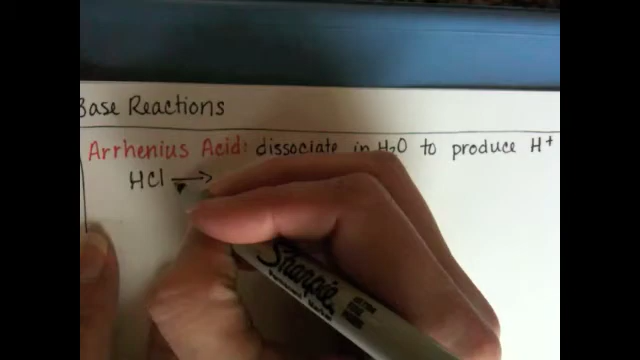 Base Reactions
Arrhenius Acid: dissociate in H₂O to produce H⁺
HCl →
Sharpie